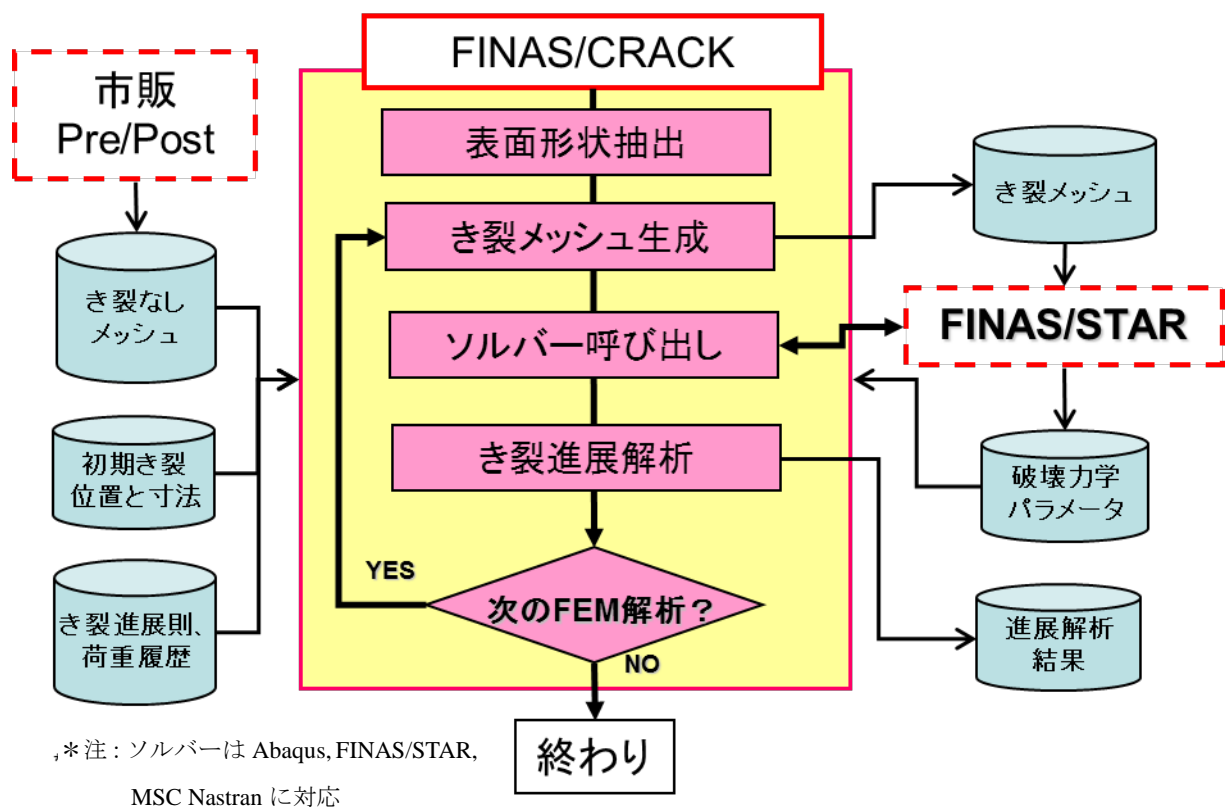 FINAS/CRACK
市販
Pre/Post
表面形状抽出
き裂メッシュ
き裂メッシュ生成
き裂なし
メッシュ
ソルバー呼び出し
FINAS/STAR
初期き裂
位置と寸法
き裂進展解析
破壊力学
パラメータ
YES
次のFEM解析？
き裂進展則、
荷重履歴
進展解析
結果
NO
終わり
,＊注 : ソルバーは Abaqus, FINAS/STAR,
MSC Nastran に対応